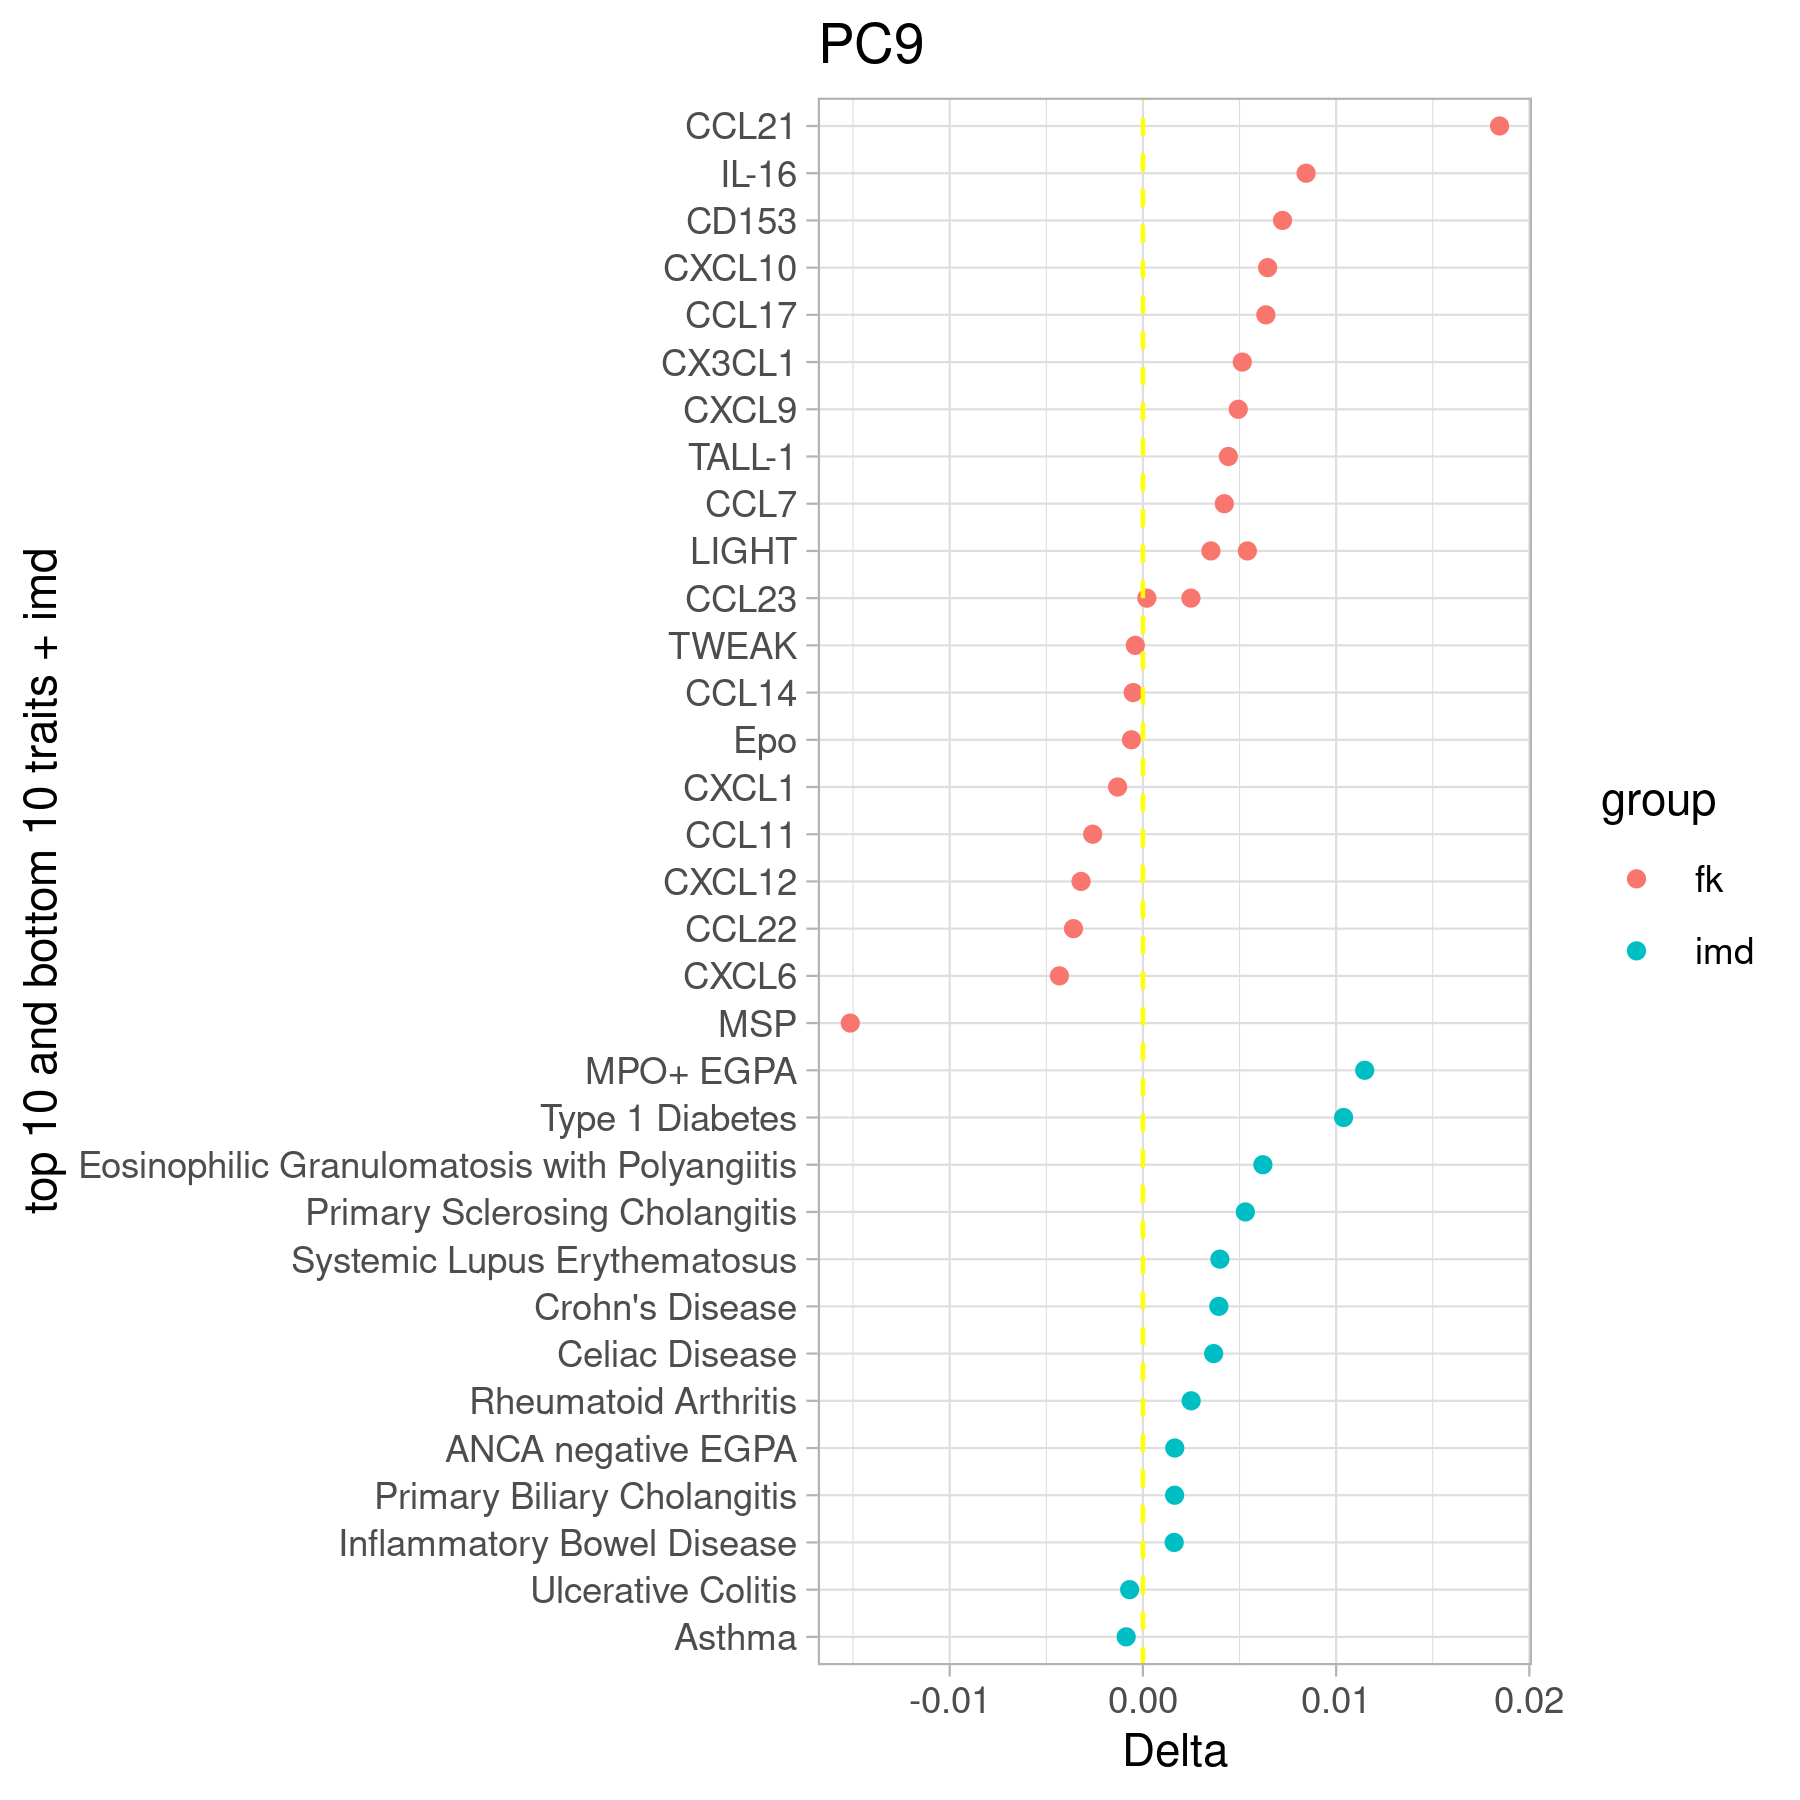 PC9
top 10 and bottom 10 traits + imd
CCL21
IL-16
CD153
CXCL10
CCL17
CX3CL1
CXCL9
TALL-1
CCL7
LIGHT
CCL23
TWEAK
CCL14
Epo
CXCL1
CCL11
CXCL12
CCL22
CXCL6
MSP
MPO+ EGPA
Type 1 Diabetes
Eosinophilic Granulomatosis with Polyangiitis
Primary Sclerosing Cholangitis
Systemic Lupus Erythematosus
Crohn's Disease
Celiac Disease
Rheumatoid Arthritis
ANCA negative EGPA
Primary Biliary Cholangitis
Inflammatory Bowel Disease
Ulcerative Colitis
Asthma
-0.01 0.00 0.01 0.02
Delta
group
fk
imd